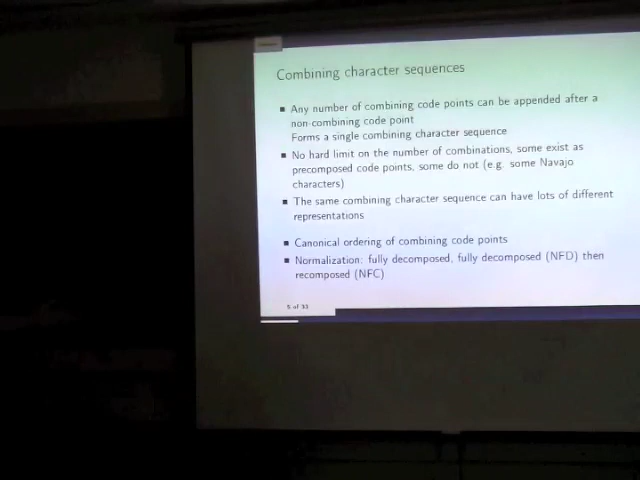 Combining character sequences
■ Any number of combining code points can be appended after a
non-combining code point
Forms a single combining character sequence
■ No hard limit on the number of combinations, some exist as
precomposed code points, some do not (e.g. some Navajo
characters)
■ The same combining character sequence can have lots of different
representations
■ Canonical ordering of combining code points
■ Normalization: fully decomposed, fully decomposed (NFD) then
recomposed (NFC)
of 33